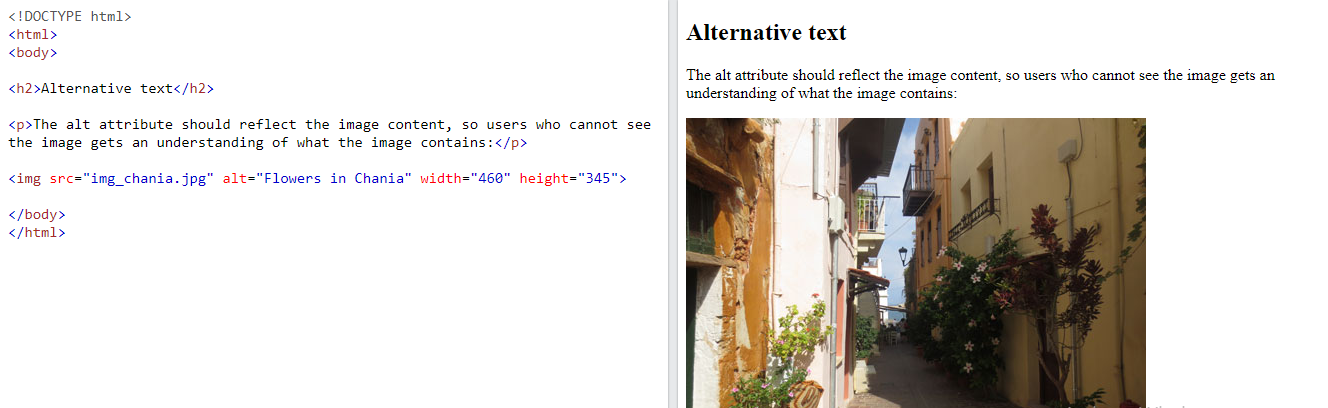 <!DOCTYPE html>
<html>
<body>
<h2>Alternative text</h2>
<p>The alt attribute should reflect the image content, so users who cannot see
the image gets an understanding of what the image contains:</p>
<img src="img_chania.jpg" alt="Flowers in Chania" width="460" height="345">
</body>
</html>
Alternative text
The alt attribute should reflect the image content, so users who cannot see the image gets an
understanding of what the image contains: